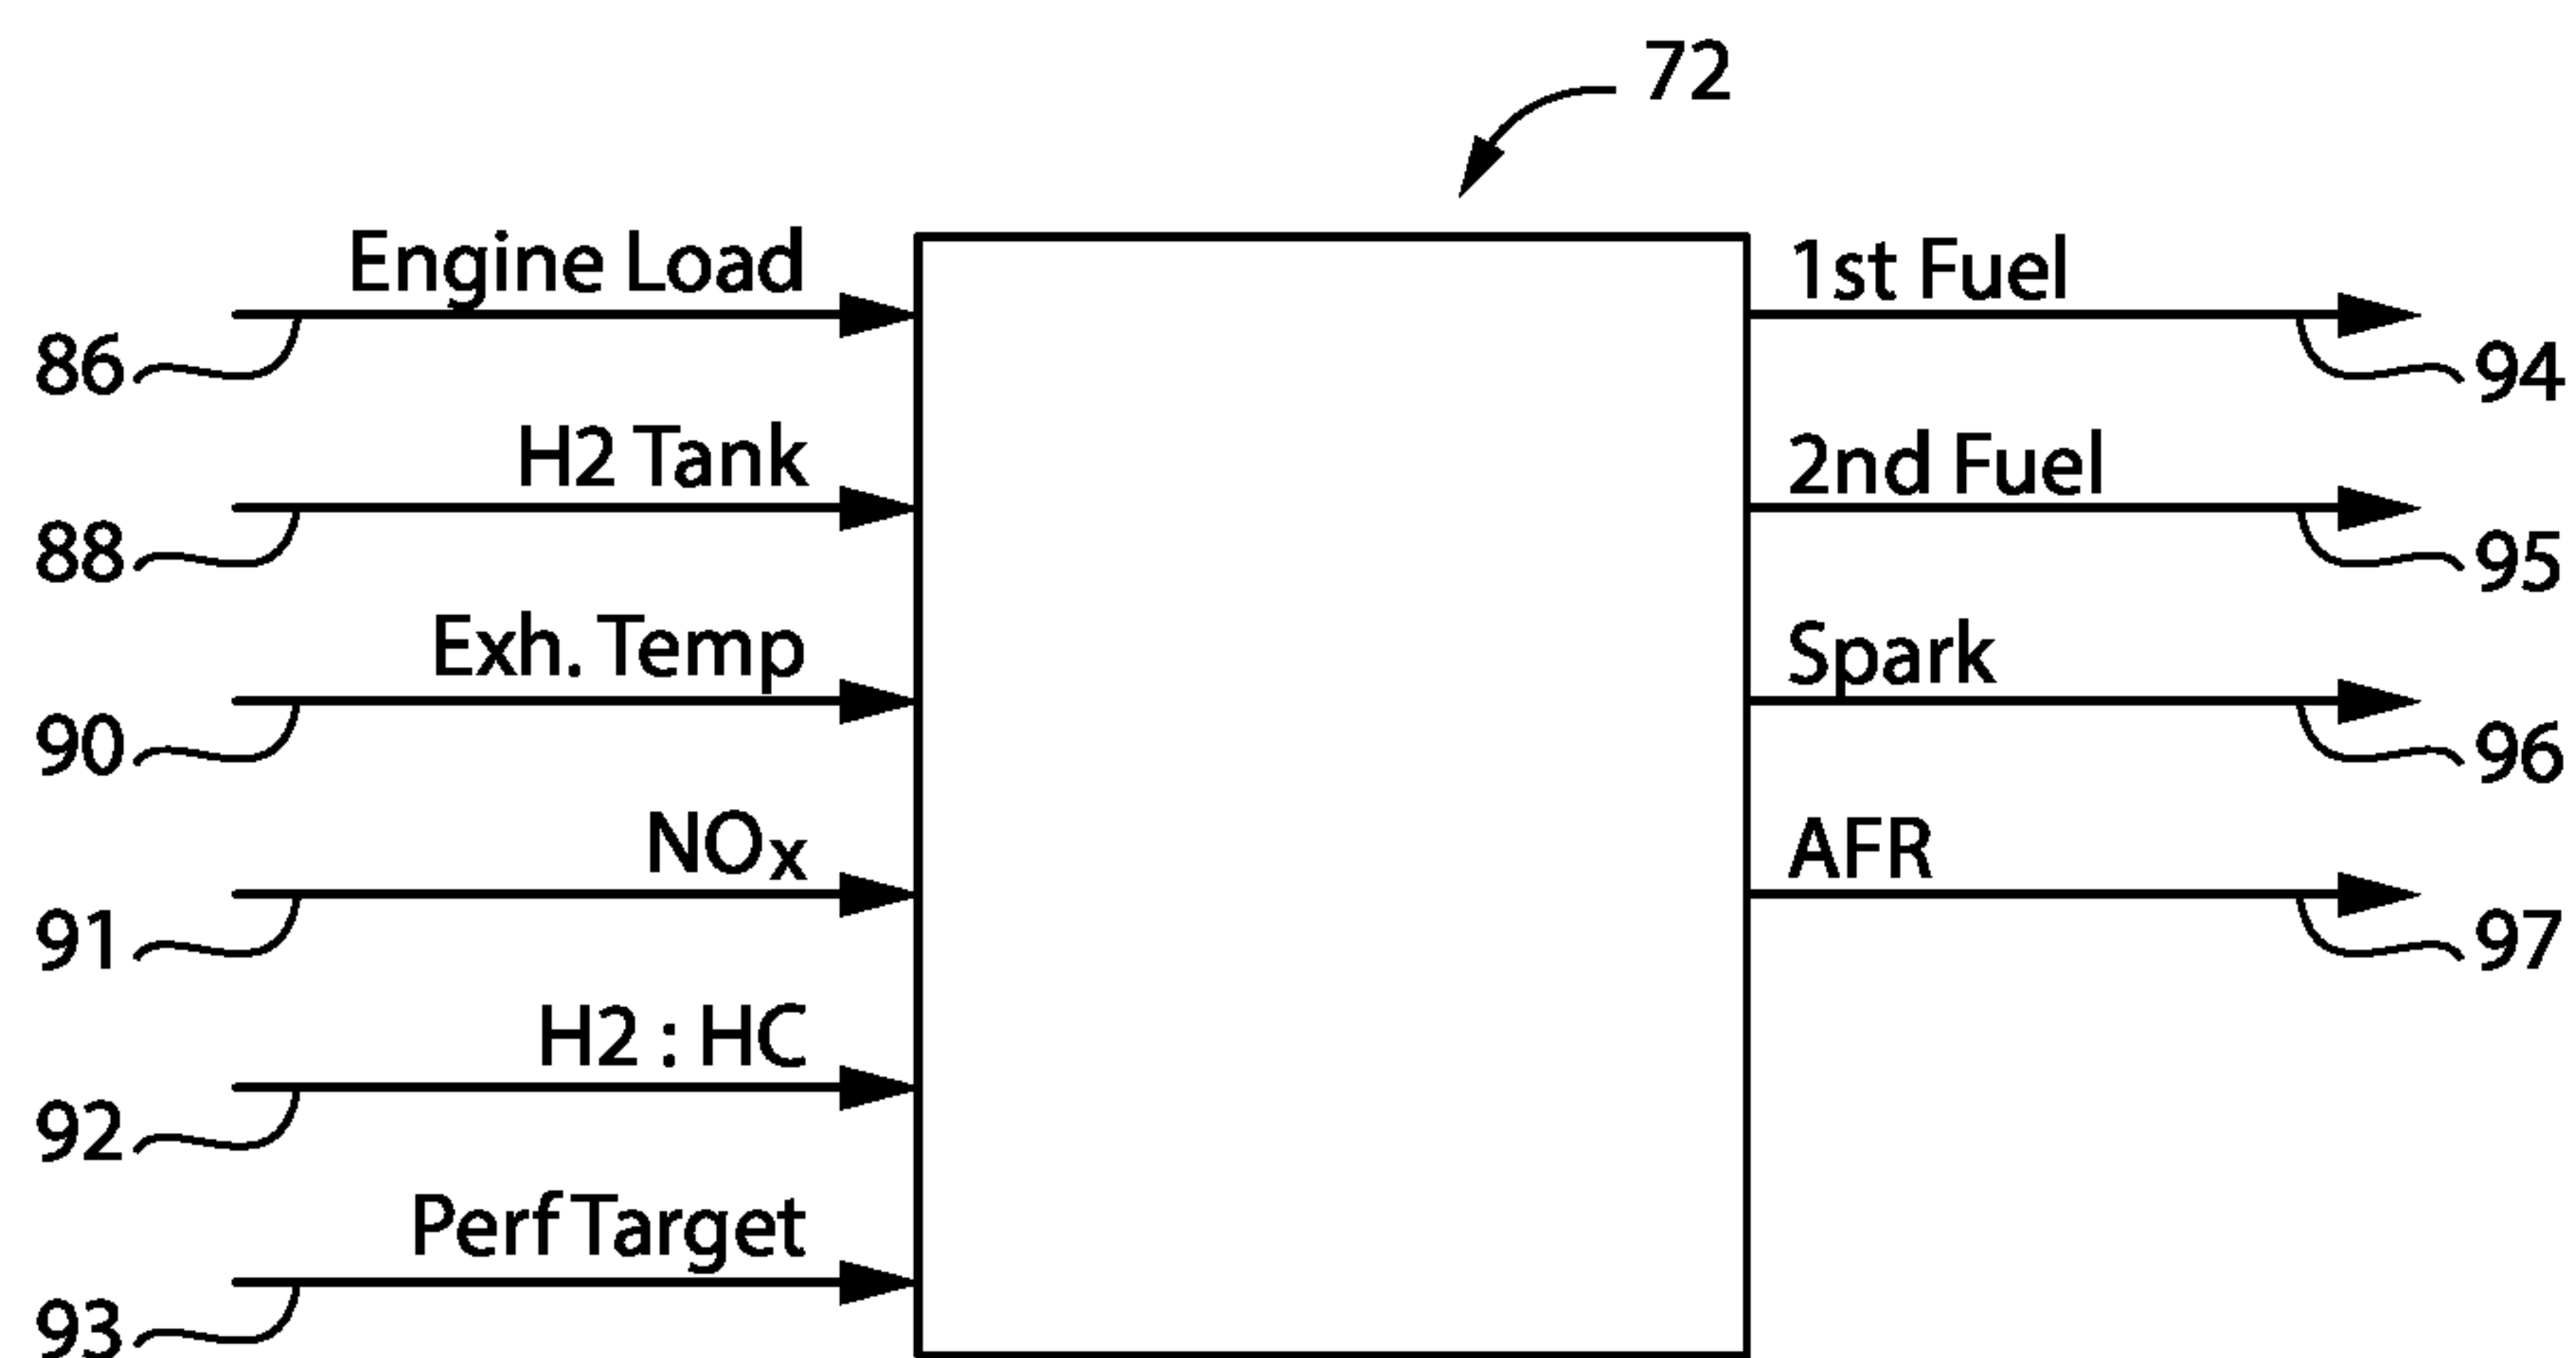 72
Engine Load
1st Fuel
86
94
H2 Tank
2nd Fuel
88
95
Exh. Temp
Spark
90
96
NOx
AFR
91
97
H2 : HC
92
Perf Target
93